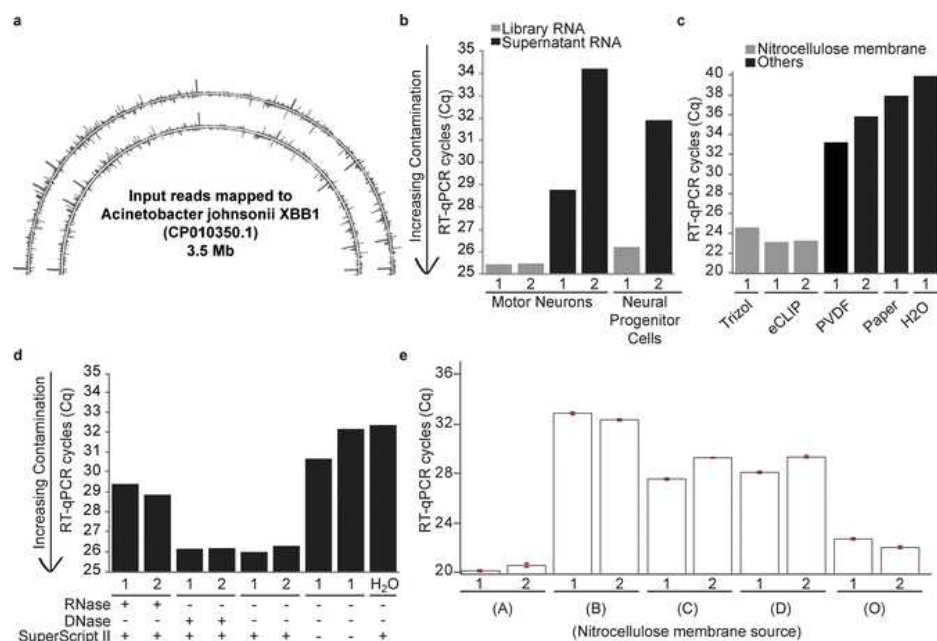 a
Input reads mapped to
Acinetobacter johnsonii XBB1
(CP010350.1)
3.5 Mb
b
Library RNA
Supernatant RNA
Increasing Contamination
RT-qPCR cycles (Cq)
35
34
33
32
31
30
29
28
27
26
25
1 2 1 2 1 2
Motor Neurons
Neural
Progenitor
Cells
c
Nitrocellulose membrane
Others
RT-qPCR cycles (Cq)
40
38
36
34
32
30
28
26
24
22
20
1 1 2 1 2 1 1
Trizol
eCLIP
PVDF
Paper
H2O
d
Increasing Contamination
RT-qPCR cycles (Cq)
35
34
33
32
31
30
29
28
27
26
25
1 2 1 2 1 2 1 1 H2O
RNase + + - - - - - - -
DNase - - + + - - - - -
SuperScript II + + + + + + - - +
e
RT-qPCR cycles (Cq)
36
32
28
24
20
1 2 1 2 1 2 1 2 1 2
(A) (B) (C) (D) (O)
(Nitrocellulose membrane source)